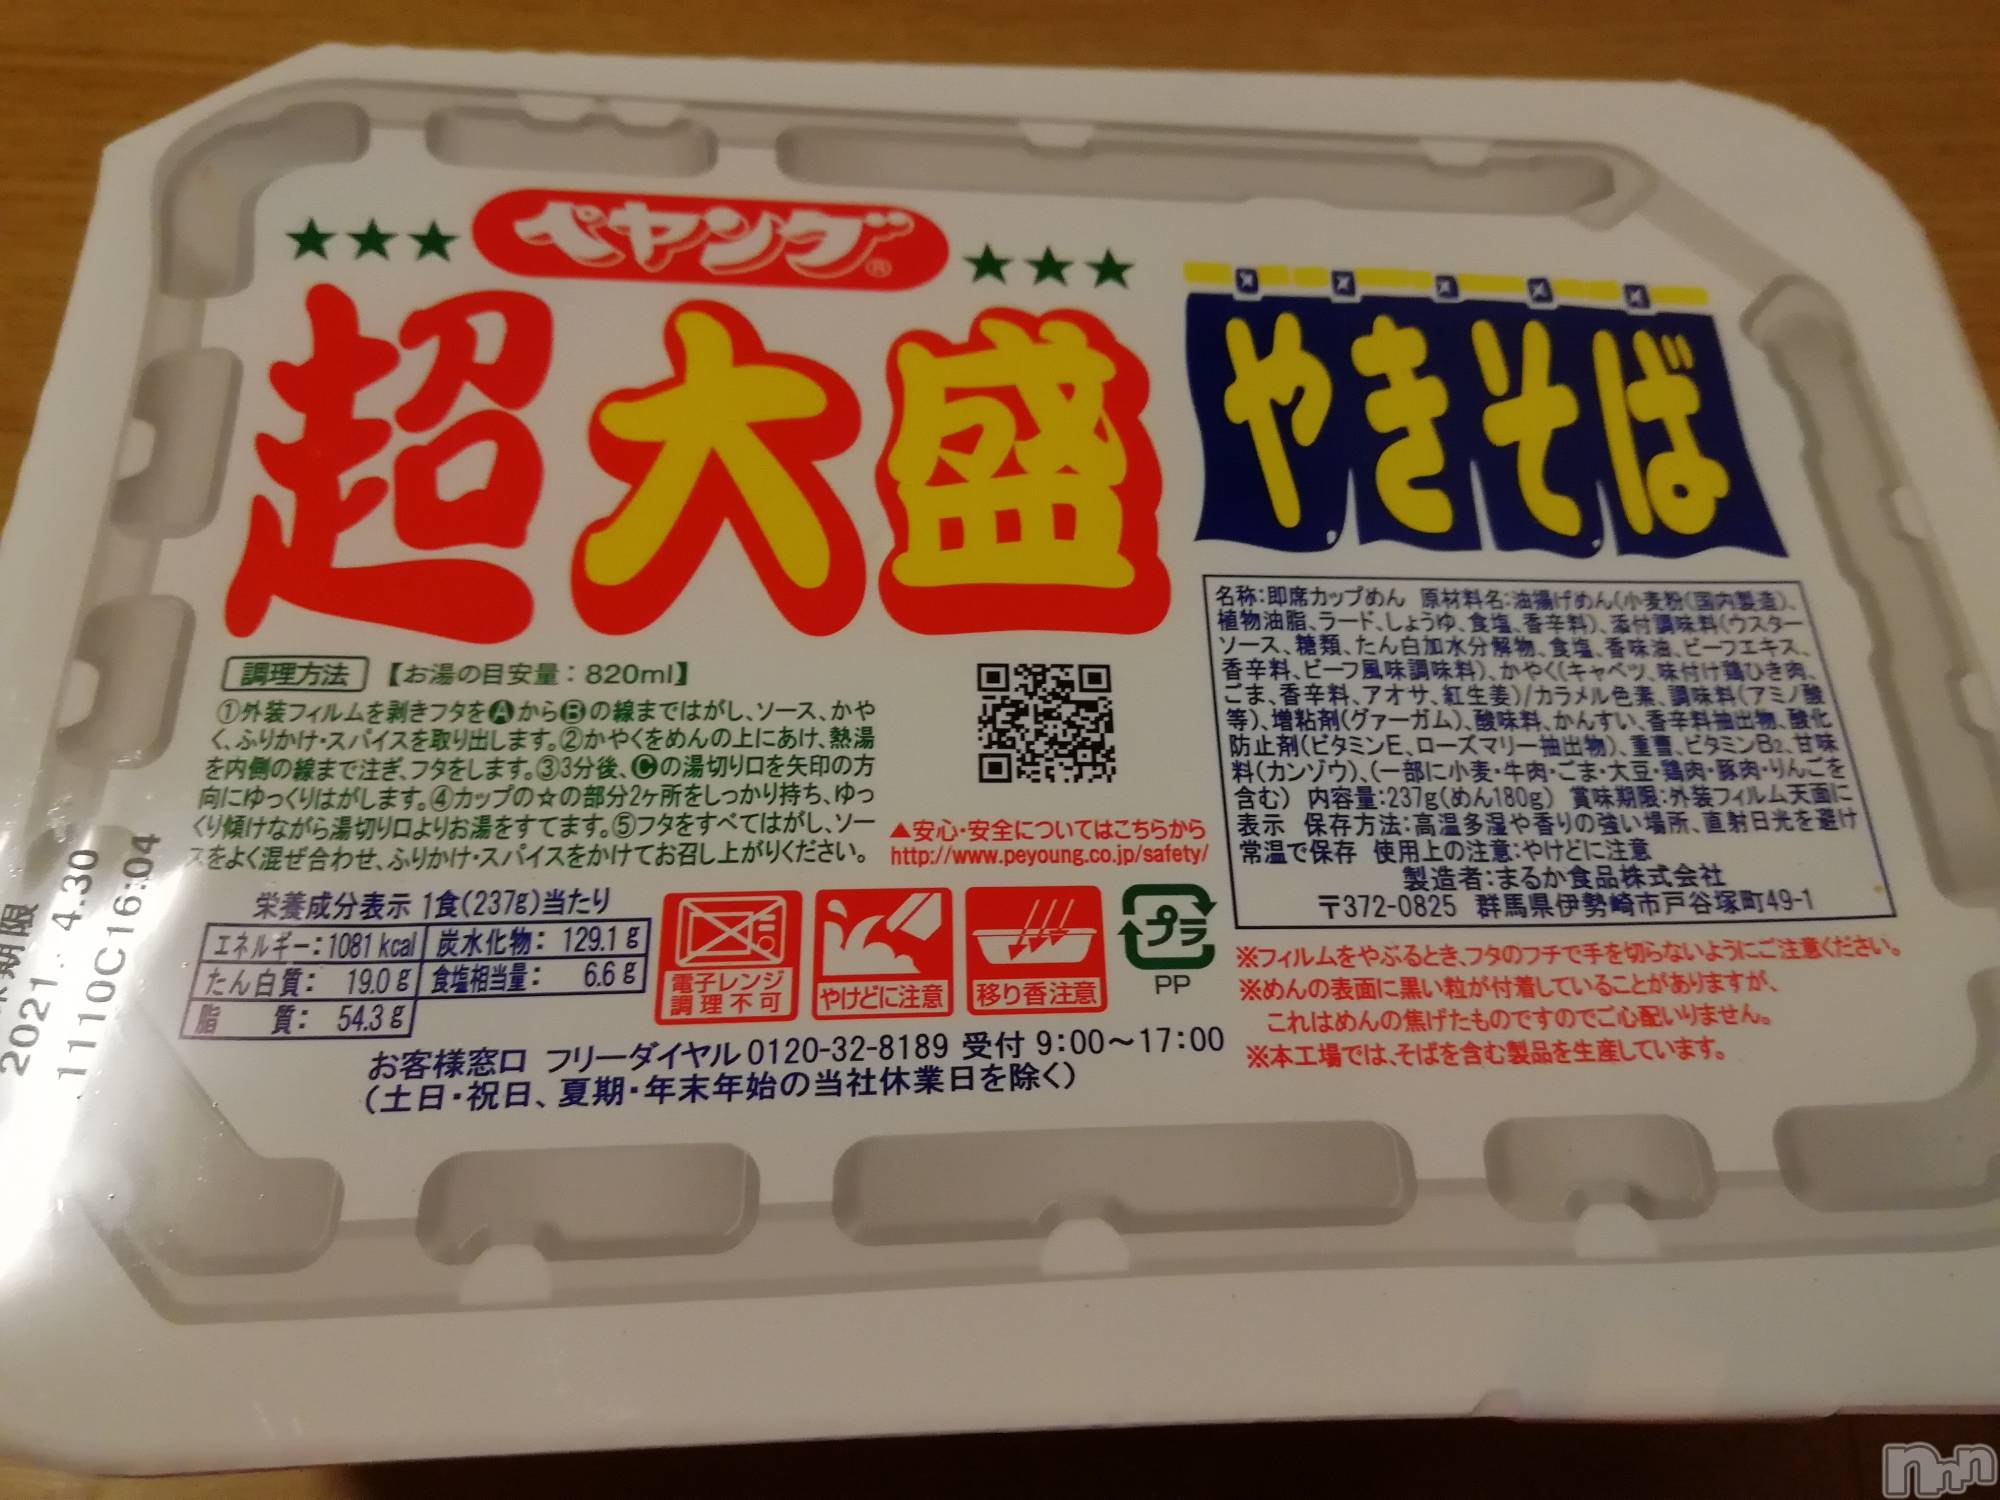 ペヤング®
超大盛
やきそば
調理方法 【お湯の目安量：820ml】
①外装フィルムを剥きフタをAからBの線まではがし、ソース、かや
く、ふりかけ・スパイスを取り出します。②かやくをめんの上にあけ、熱湯
を内側の線まで注ぎ、フタをします。③3分後、Cの湯切り口を矢印の方
向にゆっくりはがします。④カップの☆の部分2ヶ所をしっかり持ち、ゆっ
くり傾けながら湯切り口よりお湯をすてます。⑤フタをすべてはがし、ソー
スをよく混ぜ合わせ、ふりかけ・スパイスをかけてお召し上がりください。
▲安心・安全についてはこちらから
http://www.peyoung.co.jp/safety/
名称：即席カップめん 原材料名：油揚げめん（小麦粉（国内製造）、
植物油脂、ラード、しょうゆ、食塩、香辛料）、添付調味料（ウスター
ソース、糖類、たん白加水分解物、食塩、香味油、ビーフエキス、
香辛料、ビーフ風味調味料）、かやく（キャベツ、味付け鶏ひき肉、
ごま、香辛料、アオサ、紅生姜）/カラメル色素、調味料（アミノ酸
等）、増粘剤（グァーガム）、酸味料、かんすい、香辛料抽出物、酸化
防止剤（ビタミンE、ローズマリー抽出物）、重曹、ビタミンB2、甘味
料（カンゾウ）、（一部に小麦・牛肉・ごま・大豆・鶏肉・豚肉・りんごを
含む） 内容量：237g（めん180g） 賞味期限：外装フィルム天面に
表示 保存方法：高温多湿や香りの強い場所、直射日光を避け
常温で保存 使用上の注意：やけどに注意
製造者：まるか食品株式会社
〒372-0825 群馬県伊勢崎市戸谷塚町49-1
栄養成分表示 1食(237g)当たり
エネルギー：1081 kcal 炭水化物： 129.1 g
たん白質： 19.0 g 食塩相当量： 6.6 g
脂 質： 54.3 g
電子レンジ
調理不可
やけどに注意
移り香注意
プラ
PP
※フィルムをやぶるとき、フタのフチで手を切らないようにご注意ください。
※めんの表面に黒い粒が付着していることがありますが、
これはめんの焦げたものですのでご心配いりません。
※本工場では、そばを含む製品を生産しています。
お客様窓口 フリーダイヤル 0120-32-8189 受付 9:00〜17:00
（土日・祝日、夏期・年末年始の当社休業日を除く）
期限
2021. 4.30
11110C16:04
nnn